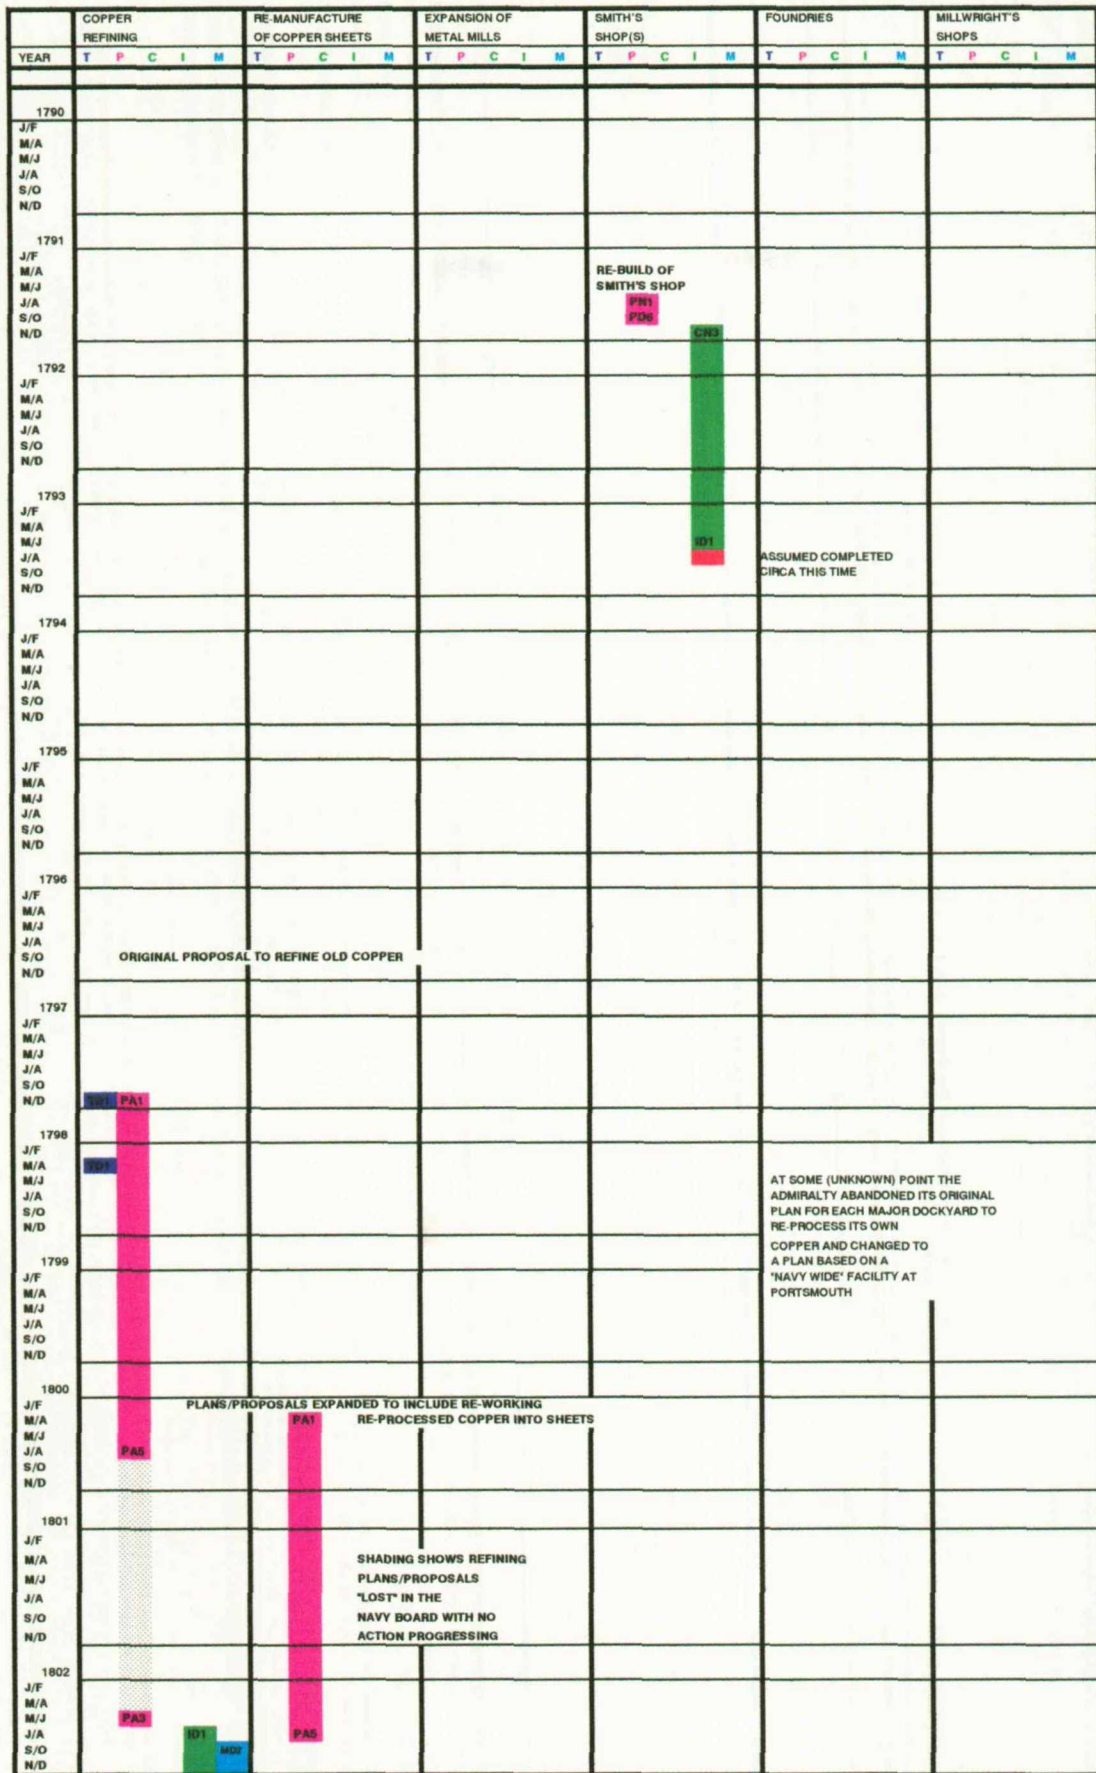 COPPER REFINING
RE-MANUFACTURE OF COPPER SHEETS
EXPANSION OF METAL MILLS
SMITH'S SHOP(S)
FOUNDRIES
MILLWRIGHT'S SHOPS
YEAR T P C I M T P C I M T P C I M T P C I M T P C I M T P C I M
1790
J/F
M/A
M/J
J/A
S/O
N/D
1791
J/F
M/A RE-BUILD OF
M/J SMITH'S SHOP
J/A PN1
S/O PD6
N/D CN3
1792
J/F
M/A
M/J
J/A
S/O
N/D
1793
J/F
M/A
M/J ID1
J/A ASSUMED COMPLETED
S/O CIRCA THIS TIME
N/D
1794
J/F
M/A
M/J
J/A
S/O
N/D
1795
J/F
M/A
M/J
J/A
S/O
N/D
1796
J/F
M/A
M/J
J/A
S/O ORIGINAL PROPOSAL TO REFINE OLD COPPER
N/D
1797
J/F
M/A
M/J
J/A
S/O
N/D TD1 PA1
1798
J/F
M/A TD1
M/J AT SOME (UNKNOWN) POINT THE
J/A ADMIRALTY ABANDONED ITS ORIGINAL
S/O PLAN FOR EACH MAJOR DOCKYARD TO
N/D RE-PROCESS ITS OWN
COPPER AND CHANGED TO
1799 A PLAN BASED ON A
J/F "NAVY WIDE" FACILITY AT
M/A PORTSMOUTH
M/J
J/A
S/O
N/D
1800
J/F PLANS/PROPOSALS EXPANDED TO INCLUDE RE-WORKING
M/A PA1 RE-PROCESSED COPPER INTO SHEETS
M/J
J/A PA5
S/O
N/D
1801
J/F
M/A SHADING SHOWS REFINING
M/J PLANS/PROPOSALS
J/A "LOST" IN THE
S/O NAVY BOARD WITH NO
N/D ACTION PROGRESSING
1802
J/F
M/A
M/J PA3
J/A ID1 PA5
S/O MD2
N/D